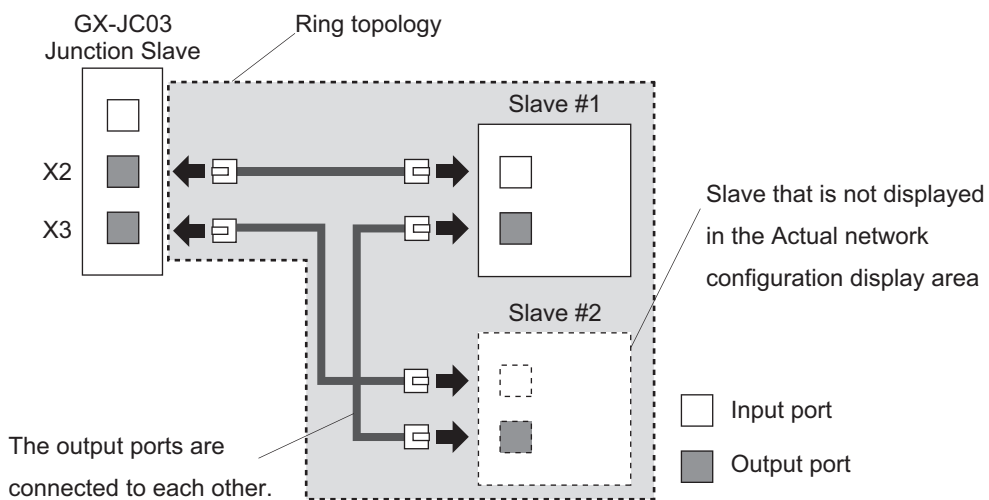 GX-JC03
Junction Slave
Ring topology
Slave #1
X2
X3
Slave that is not displayed
in the Actual network
configuration display area
Slave #2
Input port
Output port
The output ports are
connected to each other.